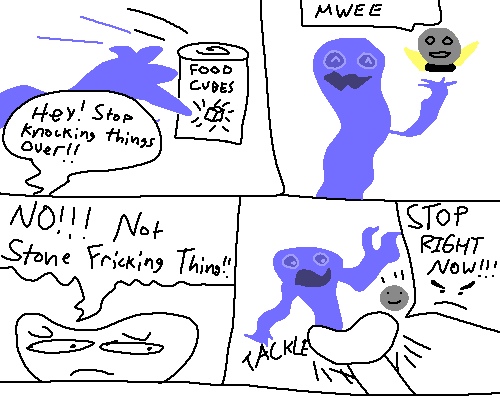 FOOD
CUBES
Hey! Stop
Knocking things
Over!!
MWEE
NO!!! Not
Stone Fricking Thing!!
STOP
RIGHT
NOW!!!
TACKLE